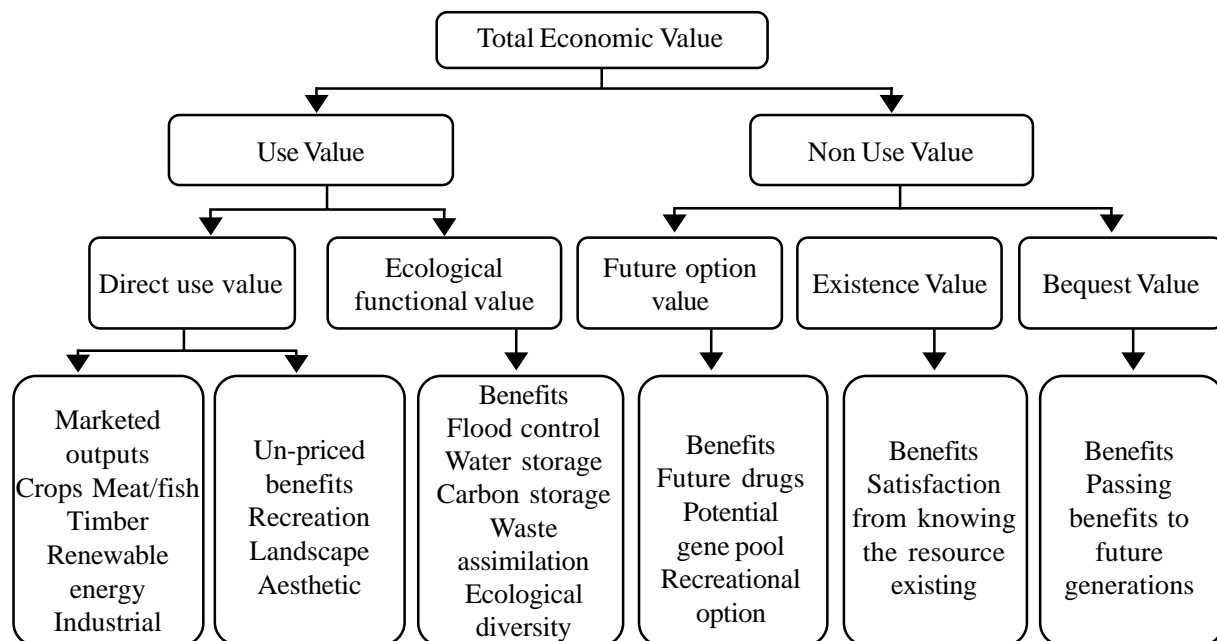 Total Economic Value
Use Value
Non Use Value
Direct use value
Ecological
functional value
Future option
value
Existence Value
Bequest Value
Marketed
outputs
Crops Meat/fish
Timber
Renewable
energy
Industrial
Un-priced
benefits
Recreation
Landscape
Aesthetic
Benefits
Flood control
Water storage
Carbon storage
Waste
assimilation
Ecological
diversity
Benefits
Future drugs
Potential
gene pool
Recreational
option
Benefits
Satisfaction
from knowing
the resource
existing
Benefits
Passing
benefits to
future
generations